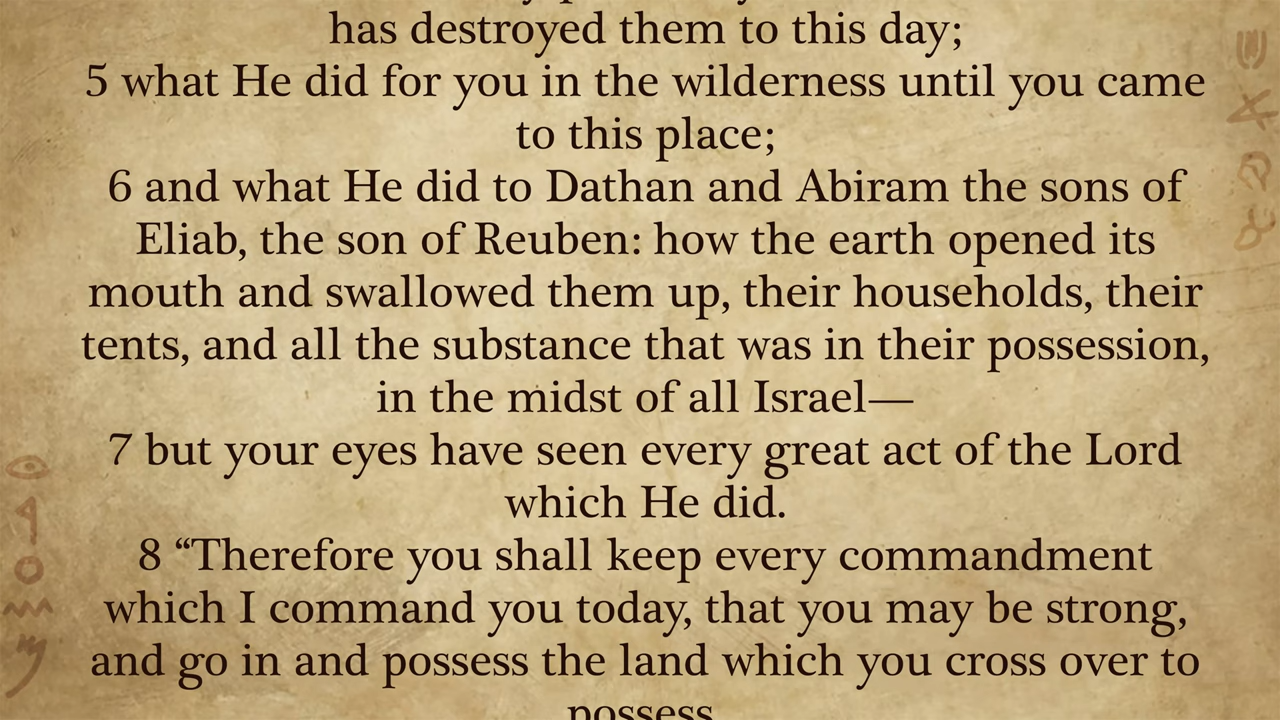 has destroyed them to this day;
5 what He did for you in the wilderness until you came
to this place;
6 and what He did to Dathan and Abiram the sons of
Eliab, the son of Reuben: how the earth opened its
mouth and swallowed them up, their households, their
tents, and all the substance that was in their possession,
in the midst of all Israel—
7 but your eyes have seen every great act of the Lord
which He did.
8 “Therefore you shall keep every commandment
which I command you today, that you may be strong,
and go in and possess the land which you cross over to
possess